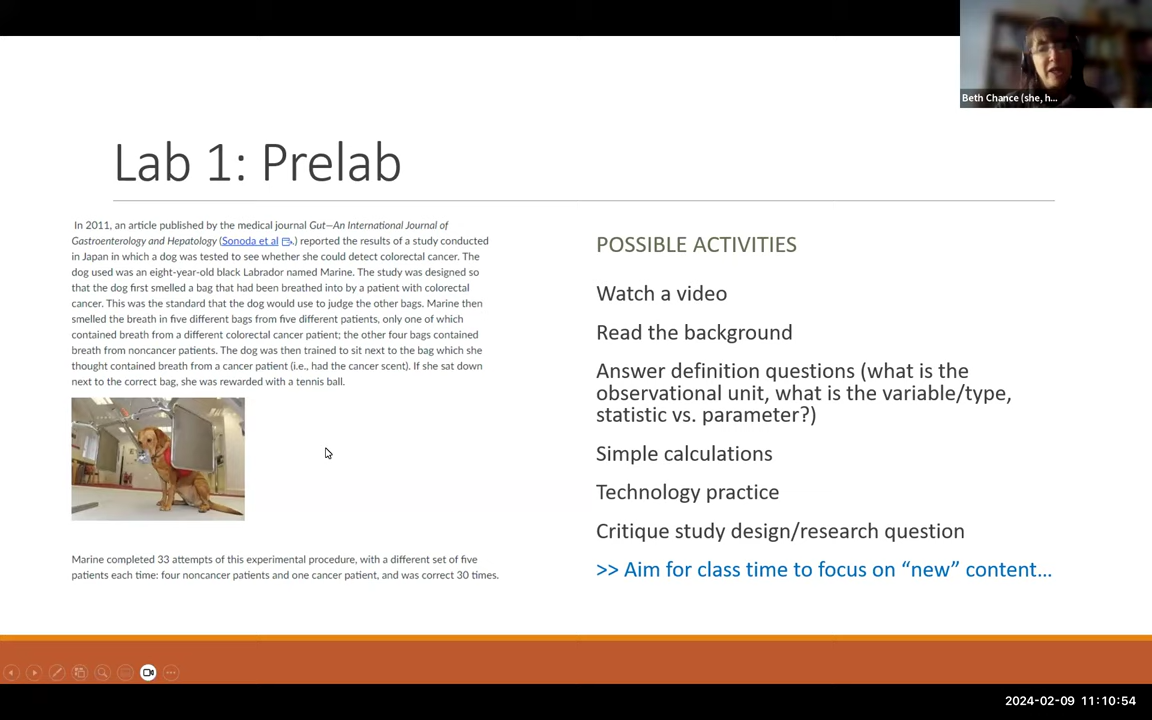 Beth Chance (she, h...
Lab 1: Prelab
In 2011, an article published by the medical journal Gut—An International Journal of
Gastroenterology and Hepatology (Sonoda et al ) reported the results of a study conducted
in Japan in which a dog was tested to see whether she could detect colorectal cancer. The
dog used was an eight-year-old black Labrador named Marine. The study was designed so
that the dog first smelled a bag that had been breathed into by a patient with colorectal
cancer. This was the standard that the dog would use to judge the other bags. Marine then
smelled the breath in five different bags from five different patients, only one of which
contained breath from a different colorectal cancer patient; the other four bags contained
breath from noncancer patients. The dog was then trained to sit next to the bag which she
thought contained breath from a cancer patient (i.e., had the cancer scent). If she sat down
next to the correct bag, she was rewarded with a tennis ball.
Marine completed 33 attempts of this experimental procedure, with a different set of five
patients each time: four noncancer patients and one cancer patient, and was correct 30 times.
POSSIBLE ACTIVITIES
Watch a video
Read the background
Answer definition questions (what is the
observational unit, what is the variable/type,
statistic vs. parameter?)
Simple calculations
Technology practice
Critique study design/research question
>> Aim for class time to focus on “new” content…
2024-02-09 11:10:54